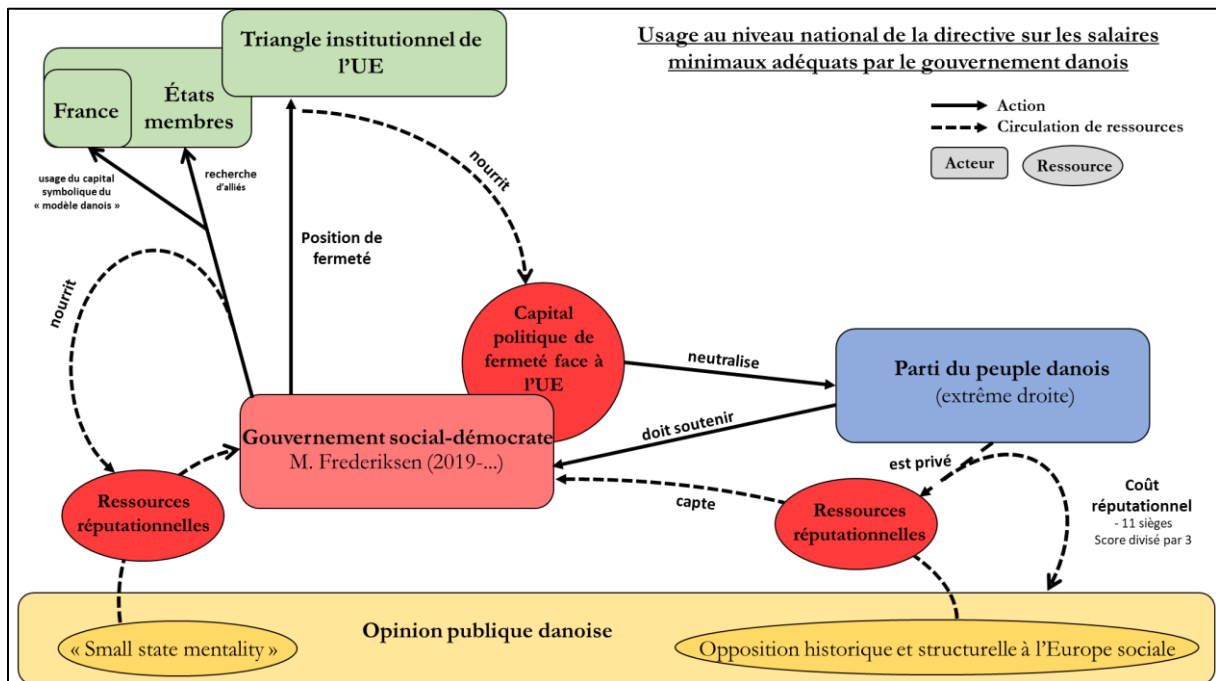 Triangle institutionnel de
l'UE
Usage au niveau national de la directive sur les salaires
minimaux adéquats par le gouvernement danois
France
États
membres
Action
Circulation de ressources
Acteur
Ressource
usage du capital
symbolique du
« modèle danois »
recherche
d'alliés
nourrit
Position de
fermeté
nourrit
Capital
politique de
fermeté face à
l'UE
neutralise
Parti du peuple danois
(extrême droite)
doit soutenir
Gouvernement social-démocrate
M. Frederiksen (2019-...)
est privé
Coût
réputationnel
- 11 sièges
Score divisé par 3
capte
Ressources
réputationnelles
Ressources
réputationnelles
Opinion publique danoise
« Small state mentality »
Opposition historique et structurelle à l'Europe sociale